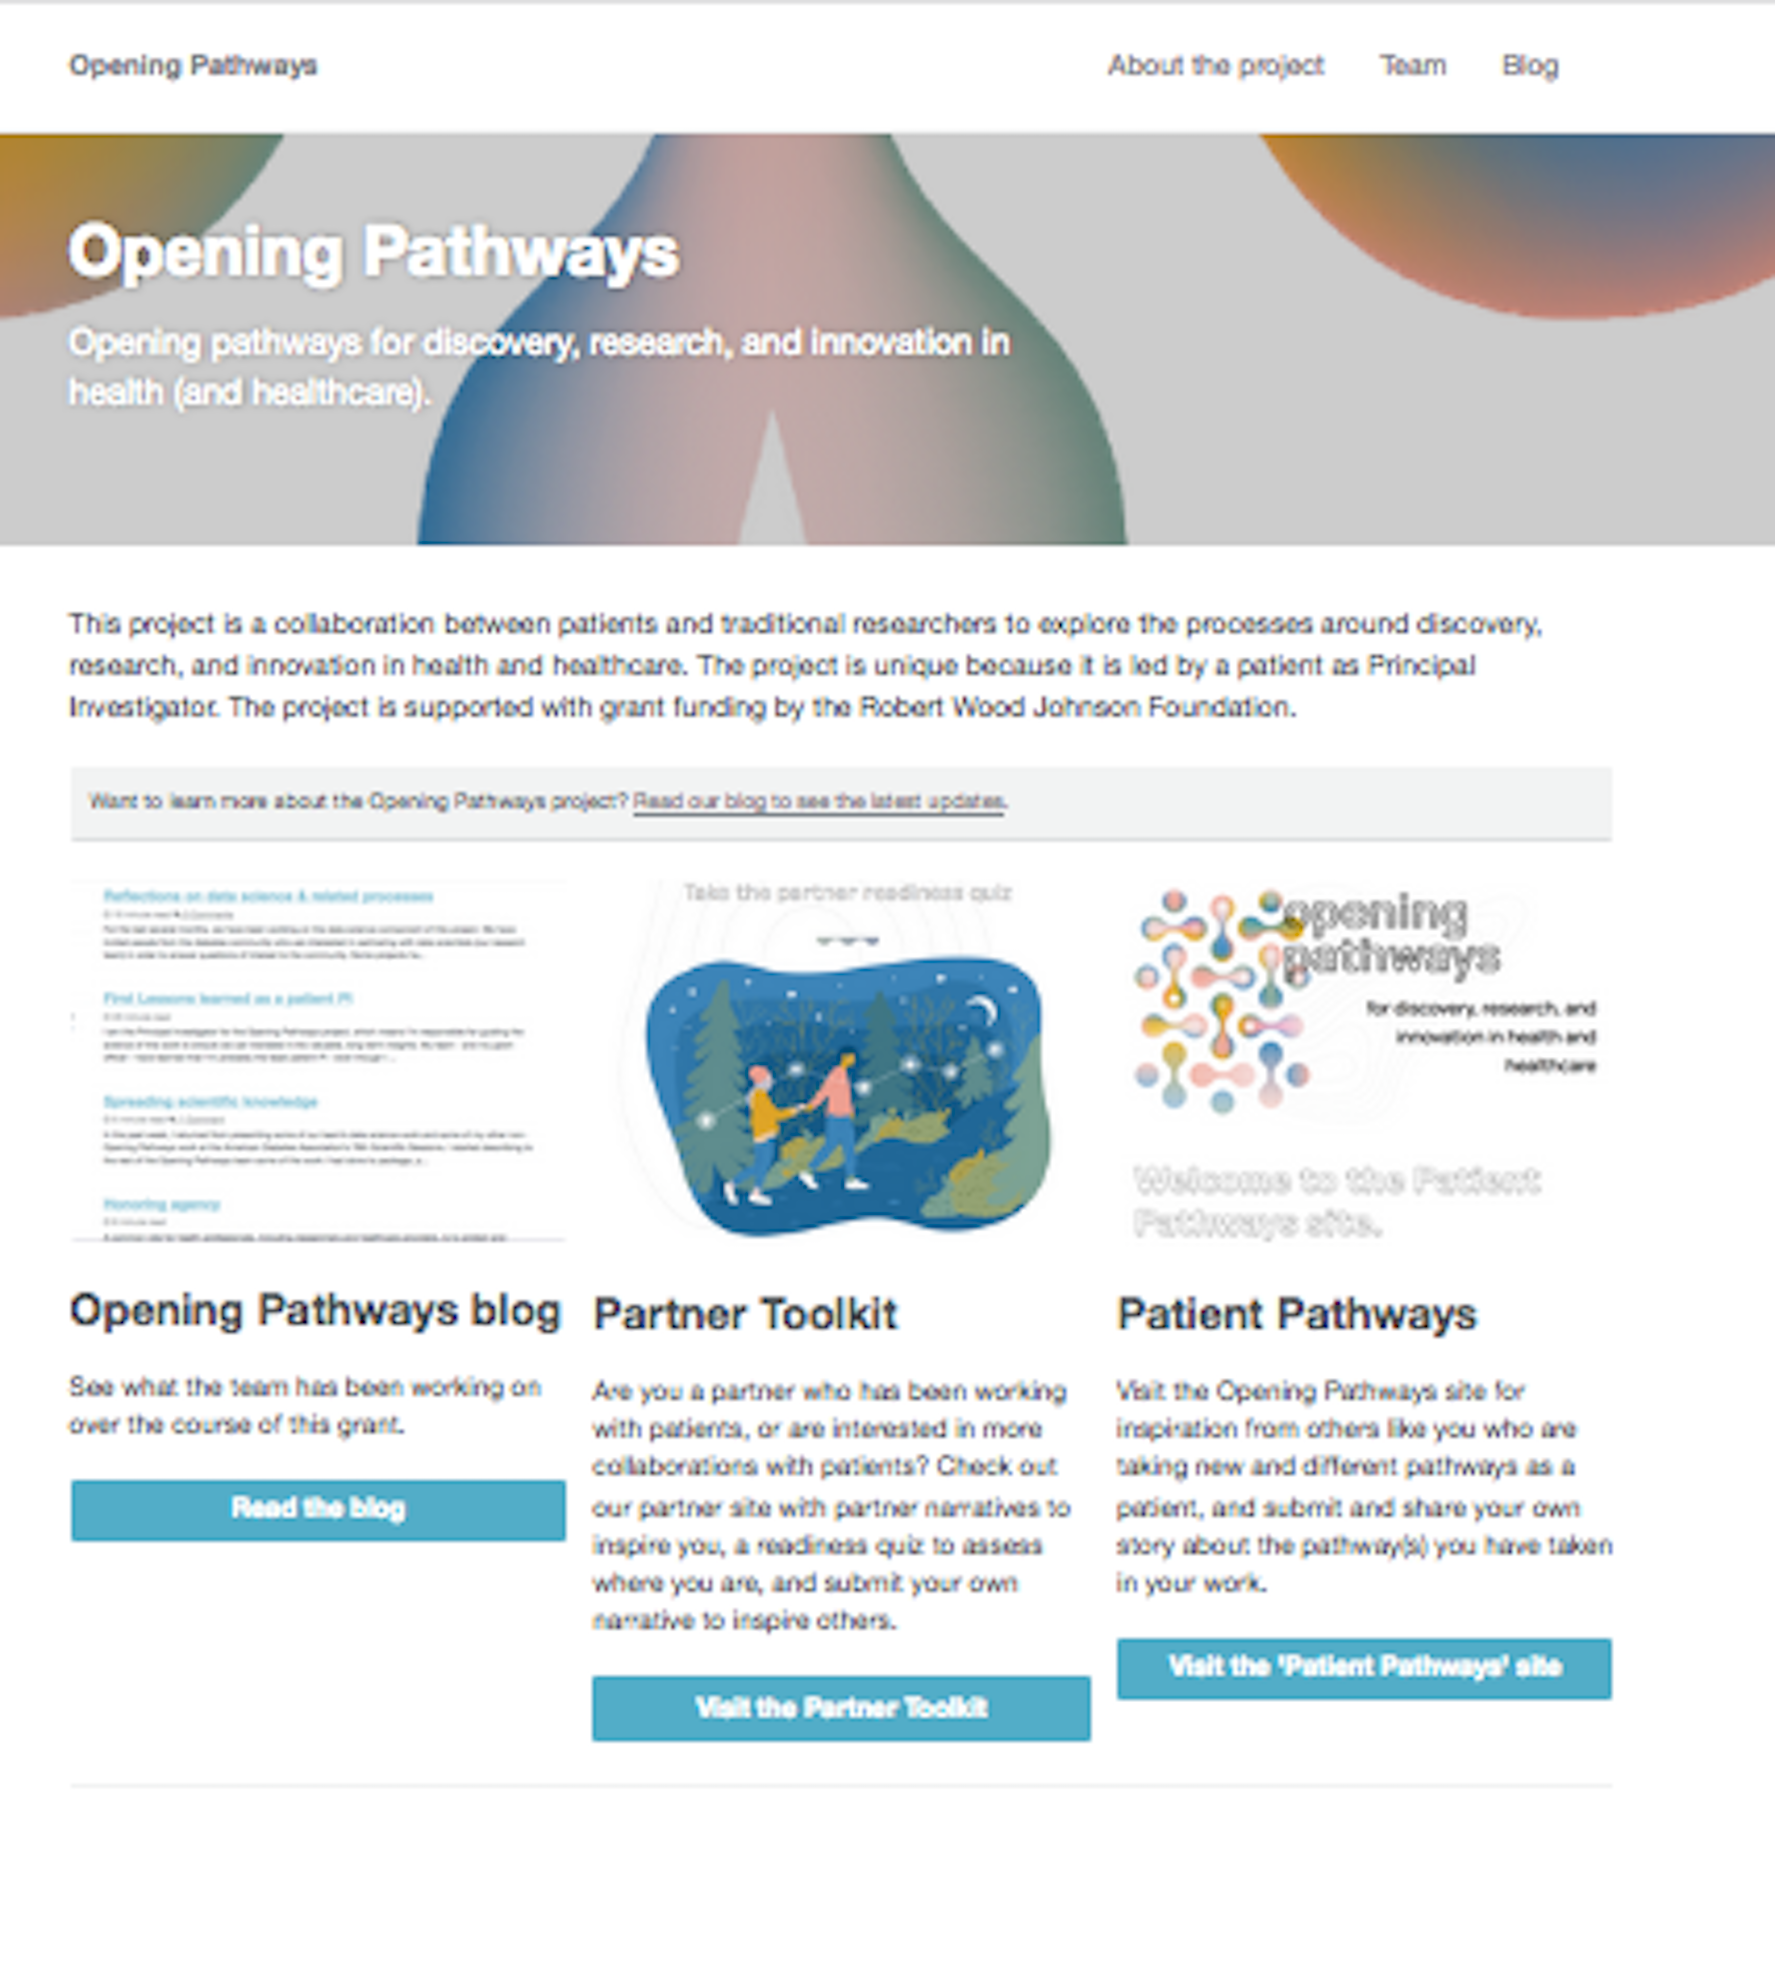 Opening Pathways
About the project
Team
Blog
Opening Pathways
Opening pathways for discovery, research, and innovation in
health (and healthcare).
This project is a collaboration between patients and traditional researchers to explore the processes around discovery,
research, and innovation in health and healthcare. The project is unique because it is led by a patient as Principal
Investigator. The project is supported with grant funding by the Robert Wood Johnson Foundation.
Want to learn more about the Opening Pathways project? Read our blog to see the latest updates.
Reflections on data science & related processes
First Lessons learned as a patient PI
Spreading scientific knowledge
Honoring agency
Opening Pathways blog
See what the team has been working on
over the course of this grant.
Read the blog
Take the partner readiness quiz
Partner Toolkit
Are you a partner who has been working
with patients, or are interested in more
collaborations with patients? Check out
our partner site with partner narratives to
inspire you, a readiness quiz to assess
where you are, and submit your own
narrative to inspire others.
Visit the Partner Toolkit
opening
pathways
for discovery, research, and
innovation in health and
healthcare
Welcome to the Patient
Pathways site.
Patient Pathways
Visit the Opening Pathways site for
inspiration from others like you who are
taking new and different pathways as a
patient, and submit and share your own
story about the pathway(s) you have taken
in your work.
Visit the 'Patient Pathways' site